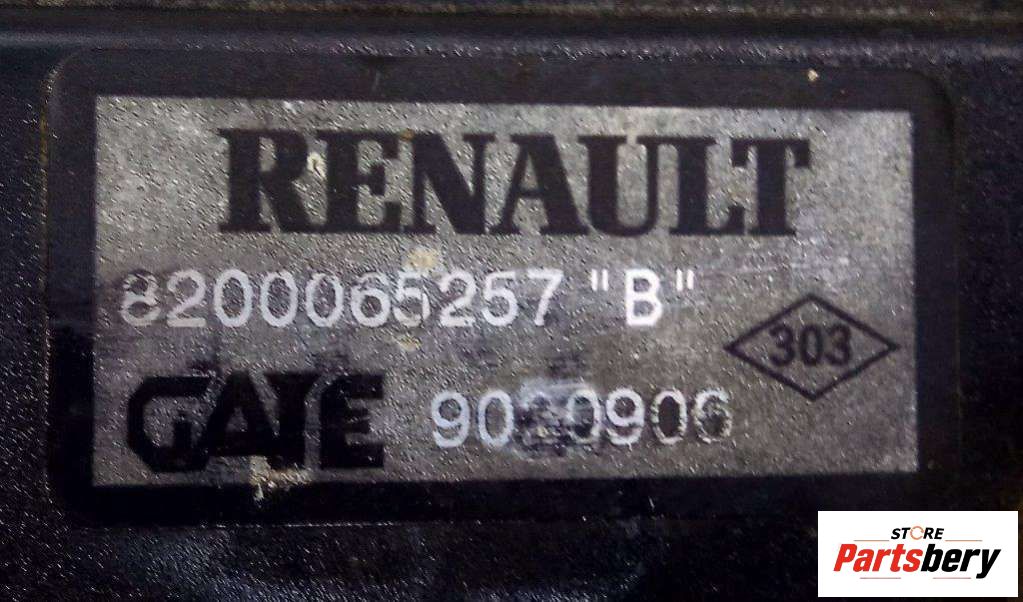 RENAULT
8200065257 "B"
303
GATE
STORE
Partsbery